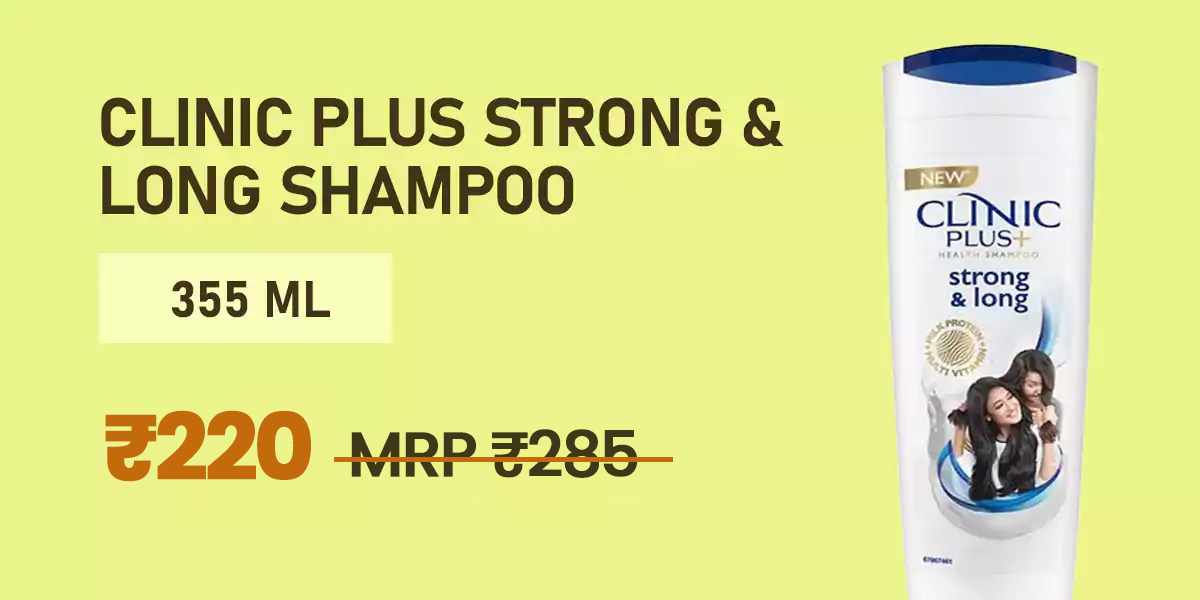 CLINIC PLUS STRONG &
LONG SHAMPOO
355 ML
₹220 MRP ₹285
NEW
CLINIC
PLUS+
HEALTH SHAMPOO
strong
& long
MILK PROTEIN + MULTI VITAMIN +
67967461